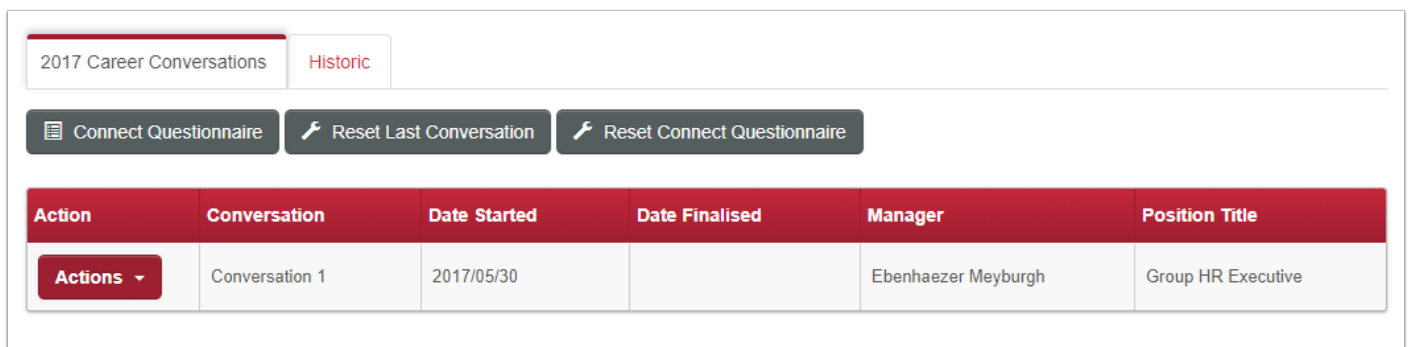 2017 Career Conversations Historic
Connect Questionnaire Reset Last Conversation Reset Connect Questionnaire
Action Conversation Date Started Date Finalised Manager Position Title
Actions Conversation 1 2017/05/30 Ebenhaezer Meyburgh Group HR Executive